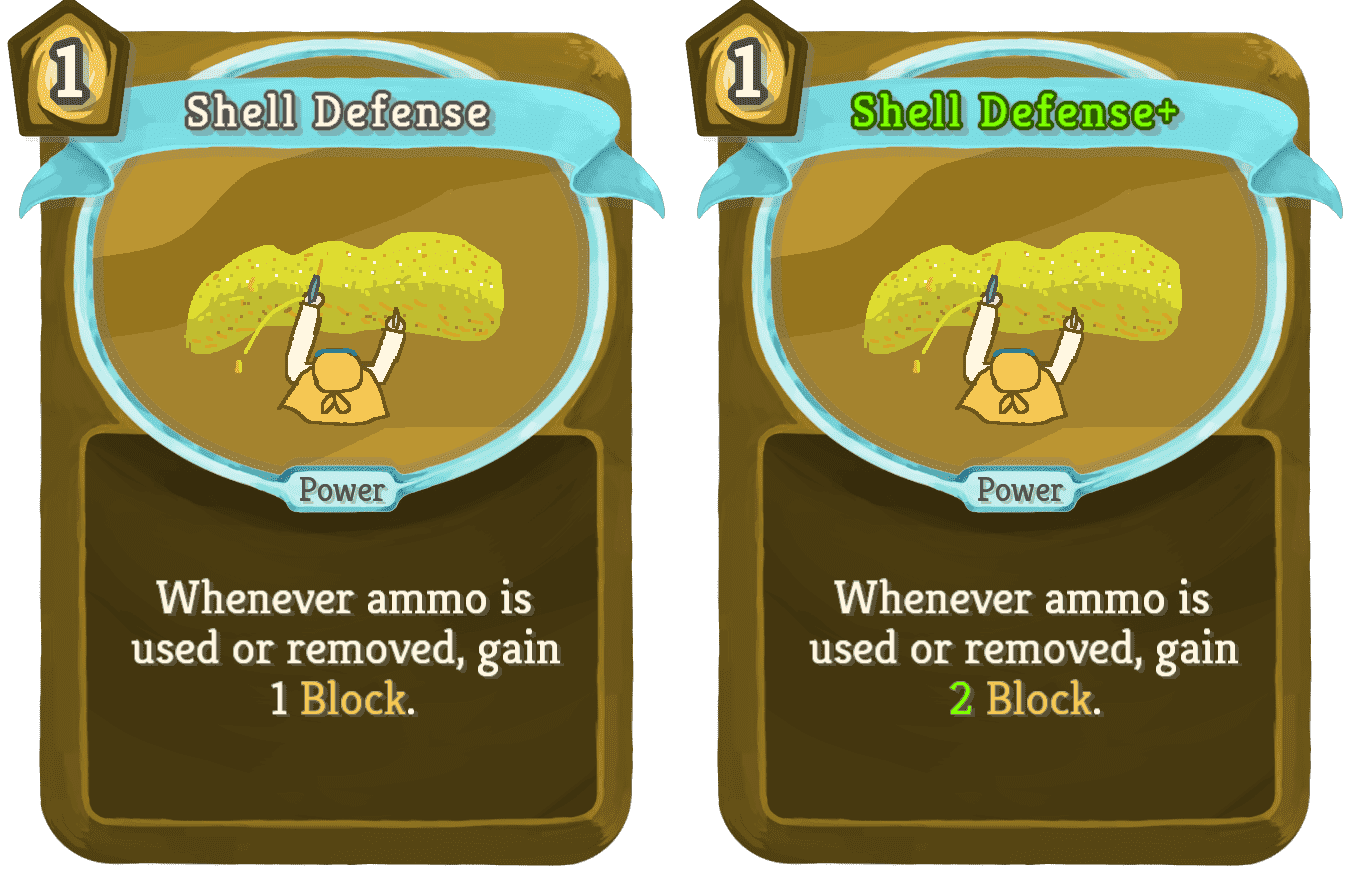 1
Shell Defense
Power
Whenever ammo is
used or removed, gain
1 Block.
1
Shell Defense+
Power
Whenever ammo is
used or removed, gain
2 Block.